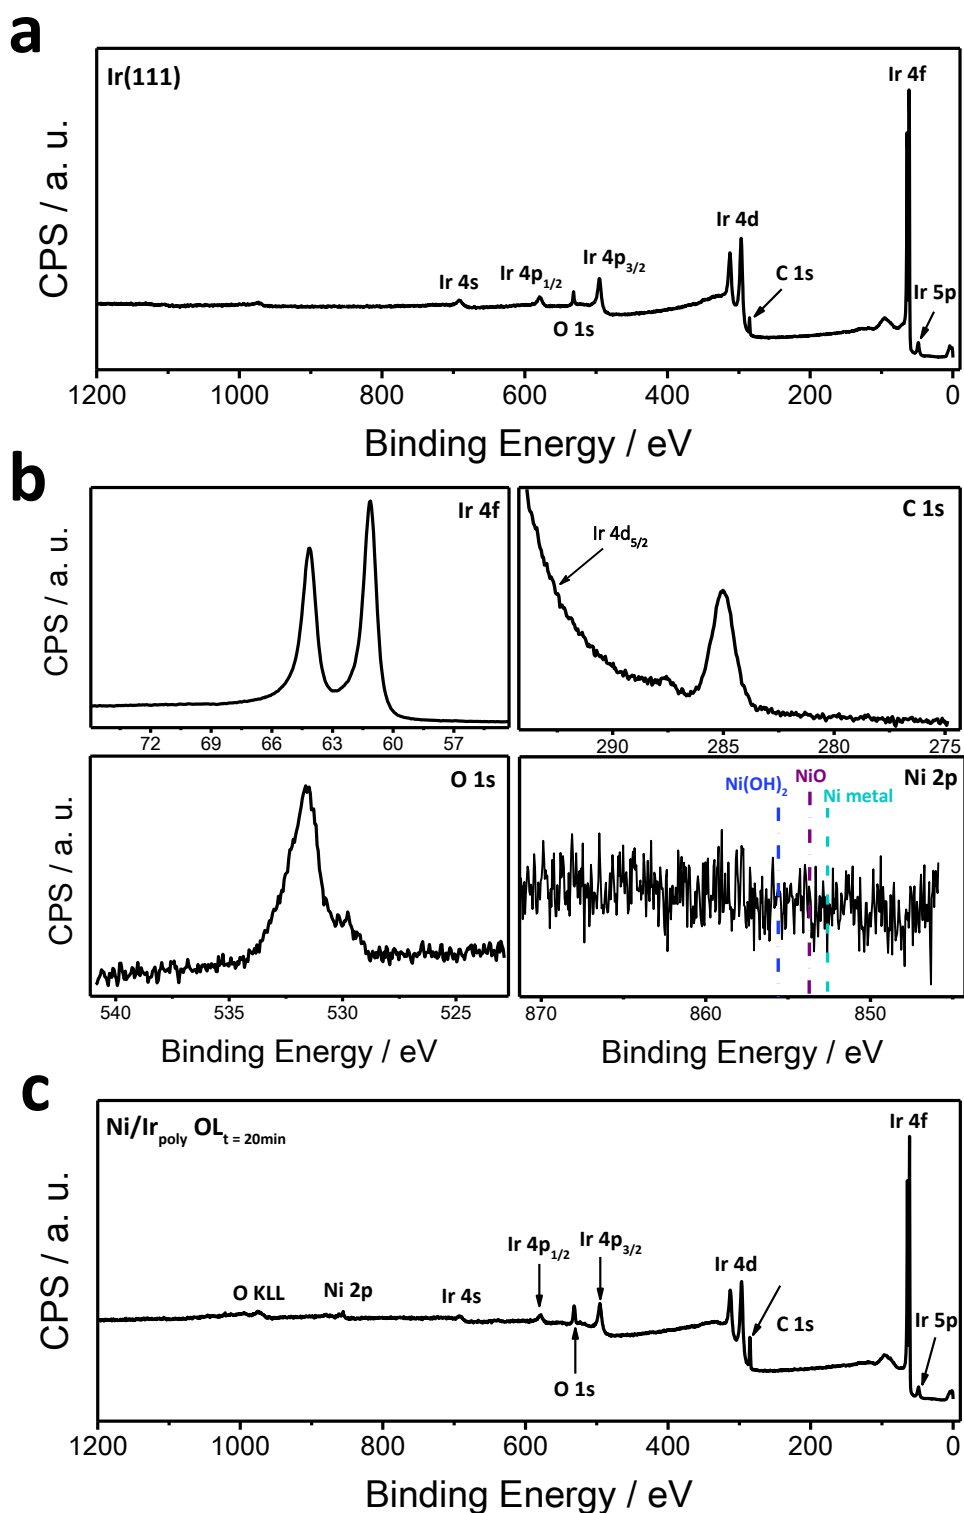 a
Ir(111)
Ir 4f
Ir 4d
Ir 4p1/2
Ir 4p3/2
Ir 4s
C 1s
Ir 5p
O 1s
CPS / a. u.
1200 1000 800 600 400 200 0
Binding Energy / eV
b
Ir 4f
CPS / a. u.
72 69 66 63 60 57
C 1s
Ir 4d5/2
290 285 280 275
O 1s
CPS / a. u.
540 535 530 525
Binding Energy / eV
Ni 2p
NiO
Ni(OH)2
Ni metal
870 860 850
Binding Energy / eV
c
Ni/Irpoly OLt = 20min
Ir 4f
Ir 4p1/2
Ir 4p3/2
Ir 4d
O KLL
Ni 2p
Ir 4s
C 1s
Ir 5p
O 1s
CPS / a. u.
1200 1000 800 600 400 200 0
Binding Energy / eV